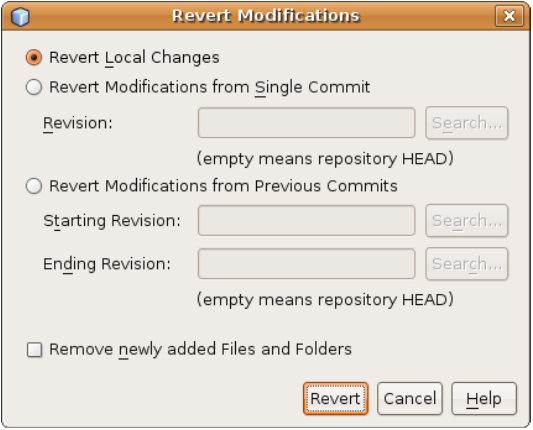 Revert Modifications
Revert Local Changes
Revert Modifications from Single Commit
Revision: Search...
(empty means repository HEAD)
Revert Modifications from Previous Commits
Starting Revision: Search...
Ending Revision: Search...
(empty means repository HEAD)
Remove newly added Files and Folders
Revert Cancel Help